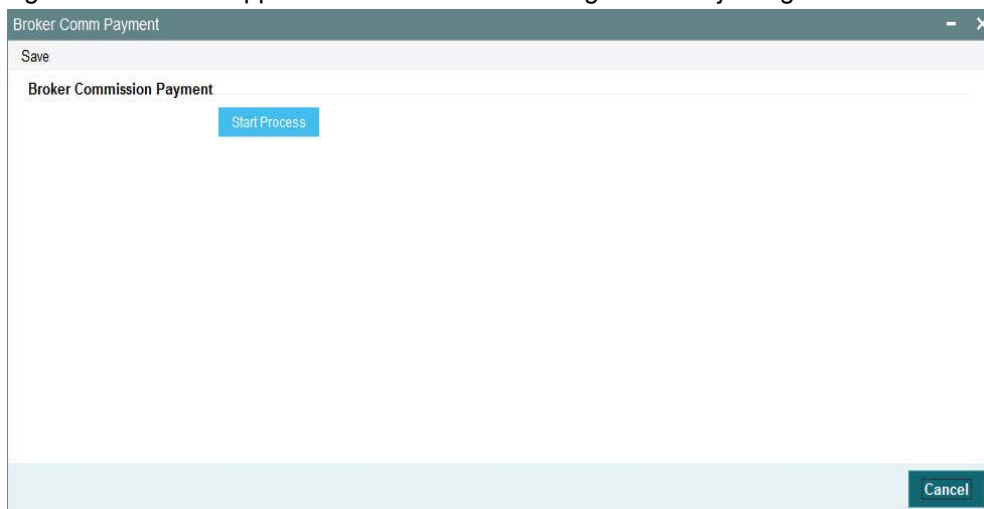 Broker Comm Payment
Save
Broker Commission Payment
Start Process
Cancel